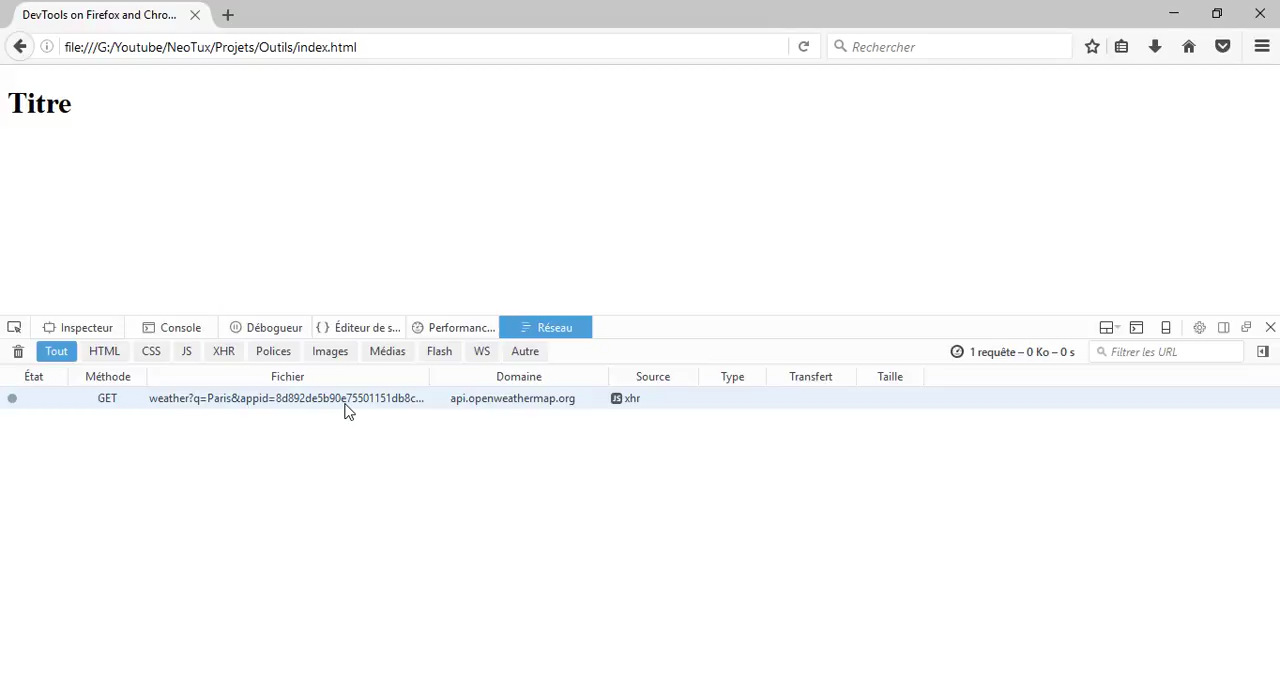 DevTools on Firefox and Chro...
file:///G:/Youtube/NeoTux/Projets/Outils/index.html
Rechercher
Titre
Inspecteur Console Débogueur Éditeur de s... Performanc... Réseau
Tout HTML CSS JS XHR Polices Images Médias Flash WS Autre 1 requête – 0 Ko – 0 s Filtrer les URL
État Méthode Fichier Domaine Source Type Transfert Taille
GET weather?q=Paris&appid=8d892de5b90e75501151db8c... api.openweathermap.org JS xhr